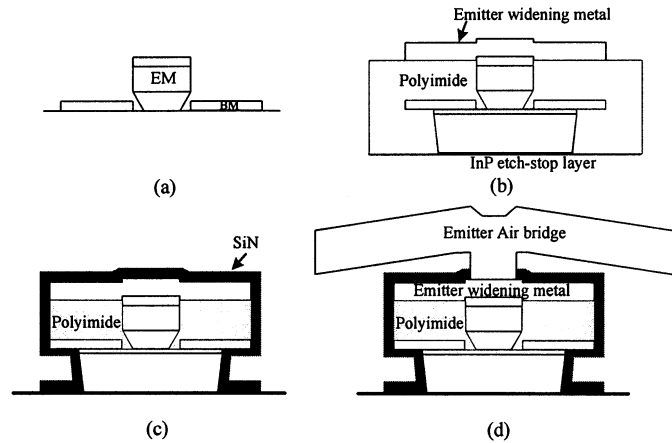 EM
BM
(a)
Emitter widening metal
Polyimide
InP etch-stop layer
(b)
SiN
Polyimide
(c)
Emitter Air bridge
Emitter widening metal
Polyimide
(d)